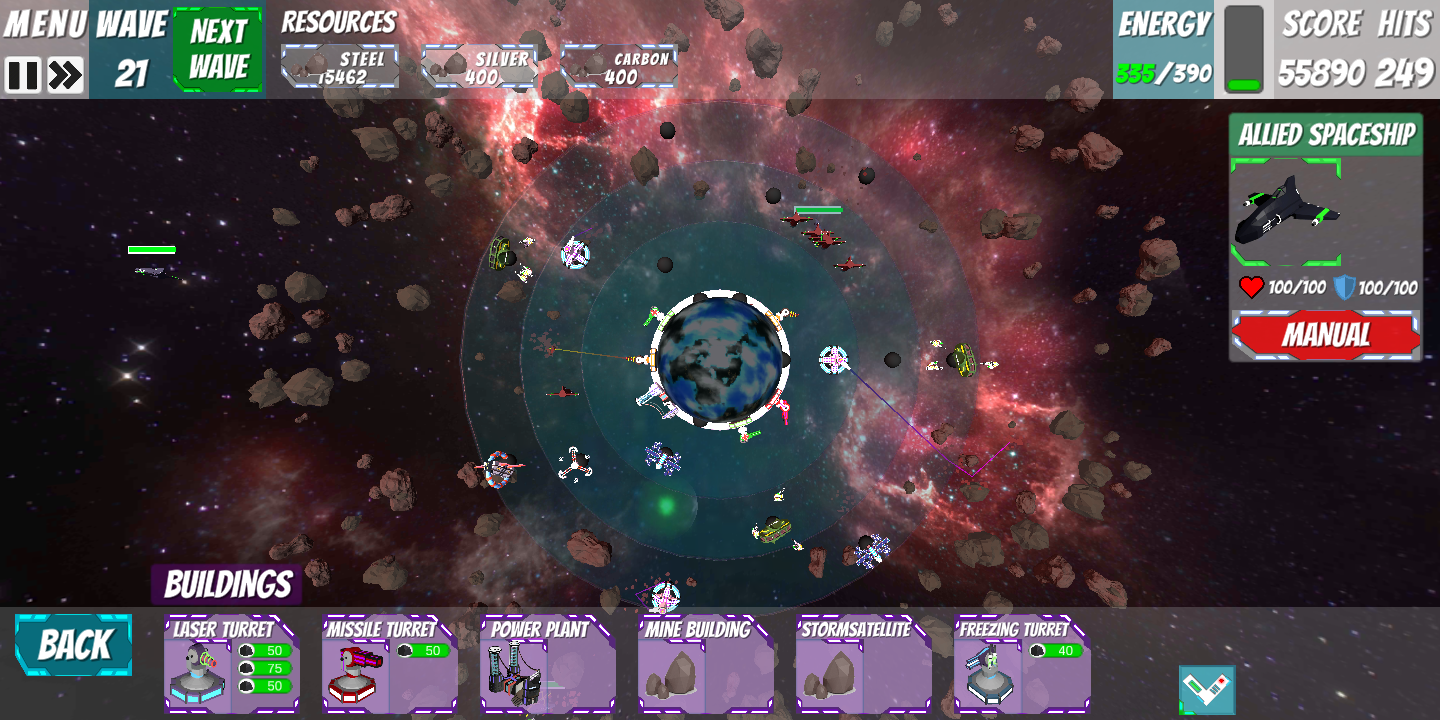 MENU
WAVE
21
NEXT
WAVE
RESOURCES
STEEL
15462
SILVER
400
CARBON
400
ENERGY
335/390
SCORE
55890
HITS
249
ALLIED SPACESHIP
100/100
100/100
MANUAL
BUILDINGS
BACK
LASER TURRET
50
75
50
MISSILE TURRET
50
POWER PLANT
MINE BUILDING
STORMSATELLITE
FREEZING TURRET
40